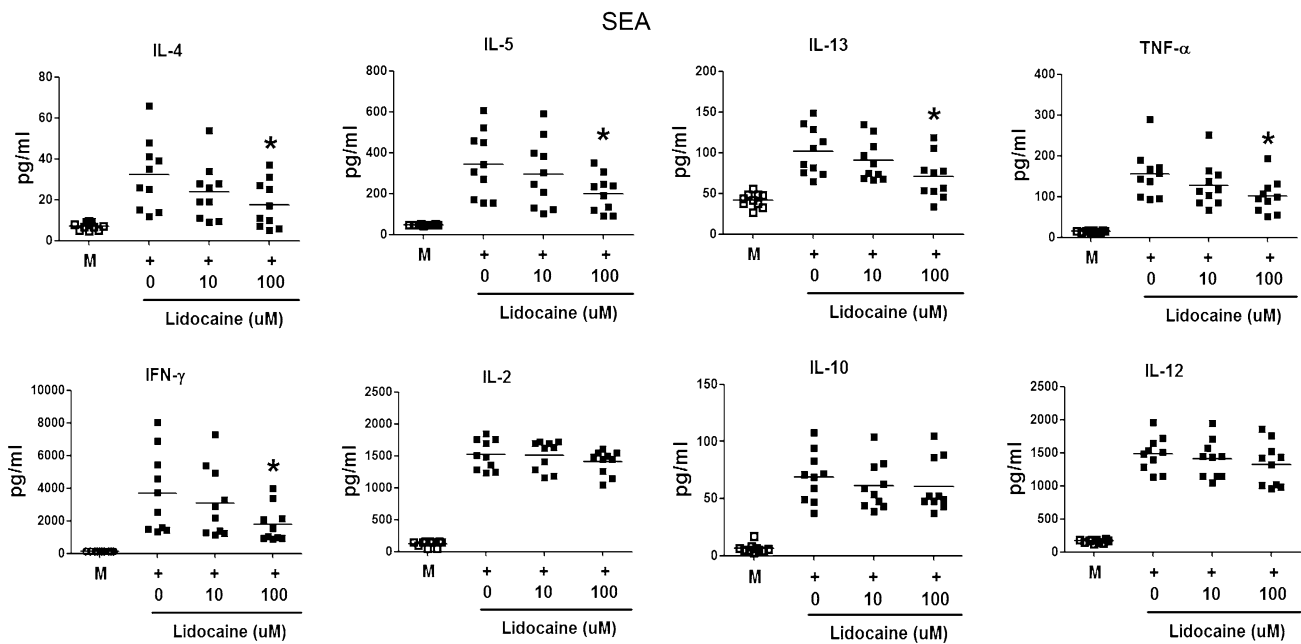 SEA
IL-4
pg/ml
80
60
40
20
0
*
M + + +
0 10 100
Lidocaine (uM)
IL-5
pg/ml
800
600
400
200
0
*
M + + +
0 10 100
Lidocaine (uM)
IL-13
pg/ml
200
150
100
50
0
*
M + + +
0 10 100
Lidocaine (uM)
TNF-α
pg/ml
400
300
200
100
0
*
M + + +
0 10 100
Lidocaine (uM)
IFN-γ
pg/ml
10000
8000
6000
4000
2000
0
*
M + + +
0 10 100
Lidocaine (uM)
IL-2
pg/ml
2500
2000
1500
1000
500
0
M + + +
0 10 100
Lidocaine (uM)
IL-10
pg/ml
150
100
50
0
M + + +
0 10 100
Lidocaine (uM)
IL-12
pg/ml
2500
2000
1500
1000
500
0
M + + +
0 10 100
Lidocaine (uM)